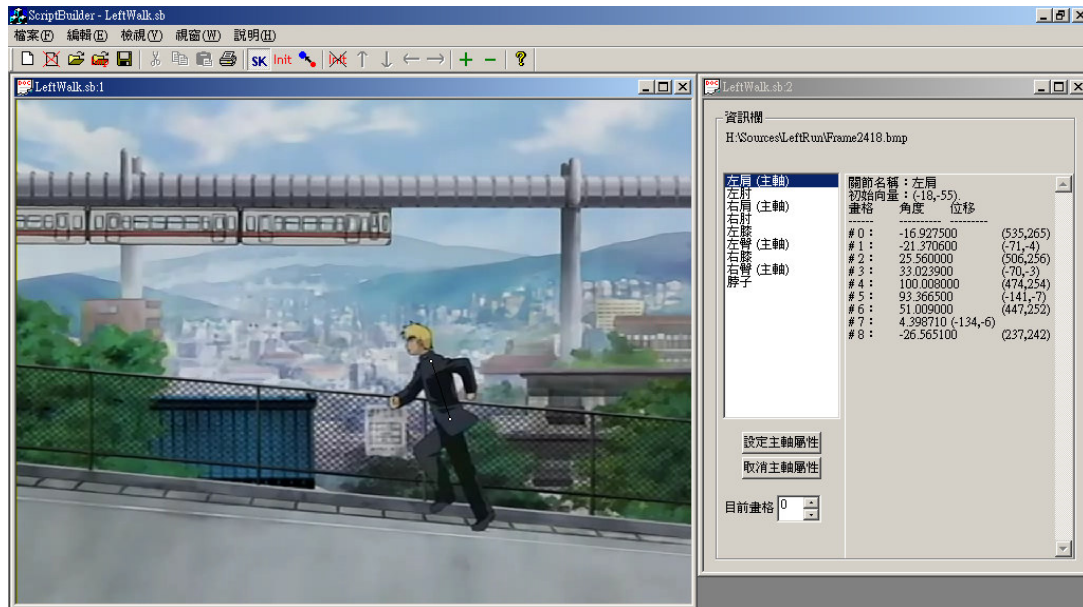 ScriptBuilder - LeftWalk.sb
檔案(F) 編輯(E) 檢視(V) 視窗(W) 說明(H)
SK Init Init
LeftWalk.sb:1
LeftWalk.sb:2
資訊欄
H:\Sources\LeftRun\Frame2418.bmp
左肩 (主軸)
左肘
右肩 (主軸)
右肘
左膝
左臀 (主軸)
右膝
右臀 (主軸)
脖子
關節名稱：左肩
初始向量：(-18,-55).
畫格 角度 位移
------ ---------- ---------
# 0： -16.927500 (535,265)
# 1： -21.370600 (-71,-4)
# 2： 25.560000 (506,256)
# 3： 33.023900 (-70,-3)
# 4： 100.008000 (474,254)
# 5： 93.366500 (-141,-7)
# 6： 51.009000 (447,252)
# 7： 4.398710 (-134,-6)
# 8： -26.565100 (237,242)
設定主軸屬性
取消主軸屬性
目前畫格 0